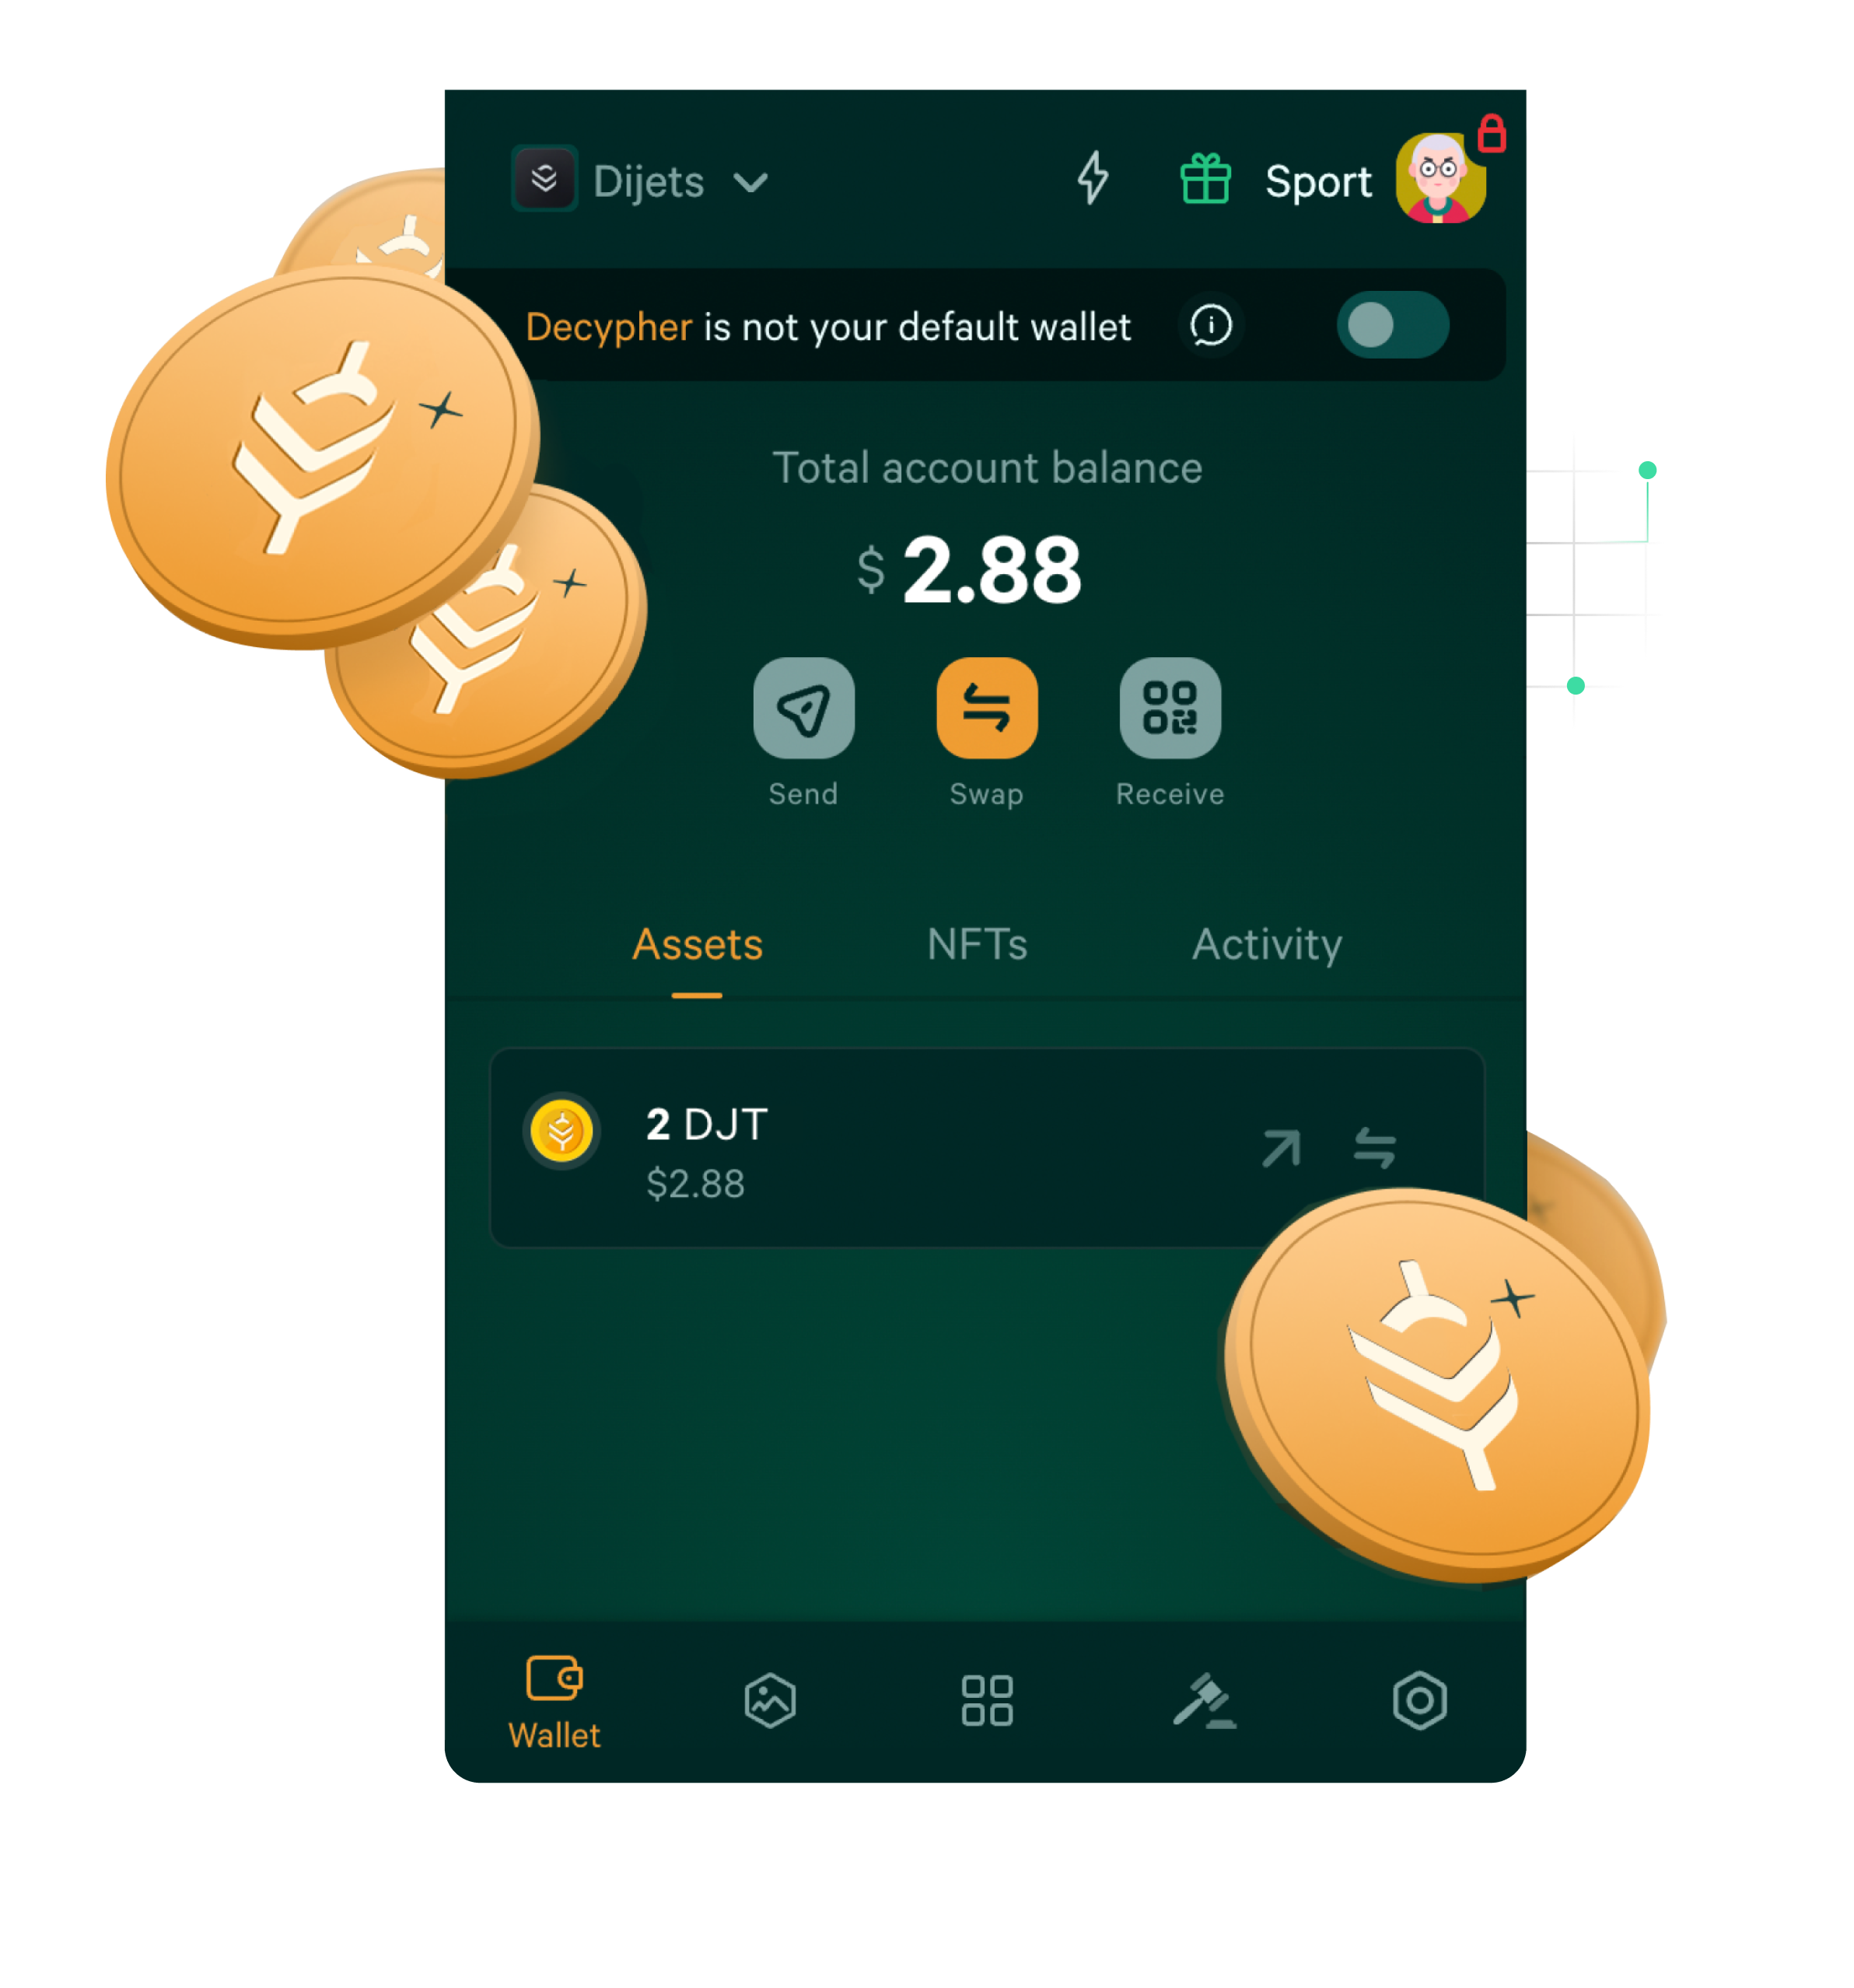 Dijets
Sport
Decypher is not your default wallet
Total account balance
$ 2.88
Send
Swap
Receive
Assets
NFTs
Activity
2 DJT
$2.88
Wallet